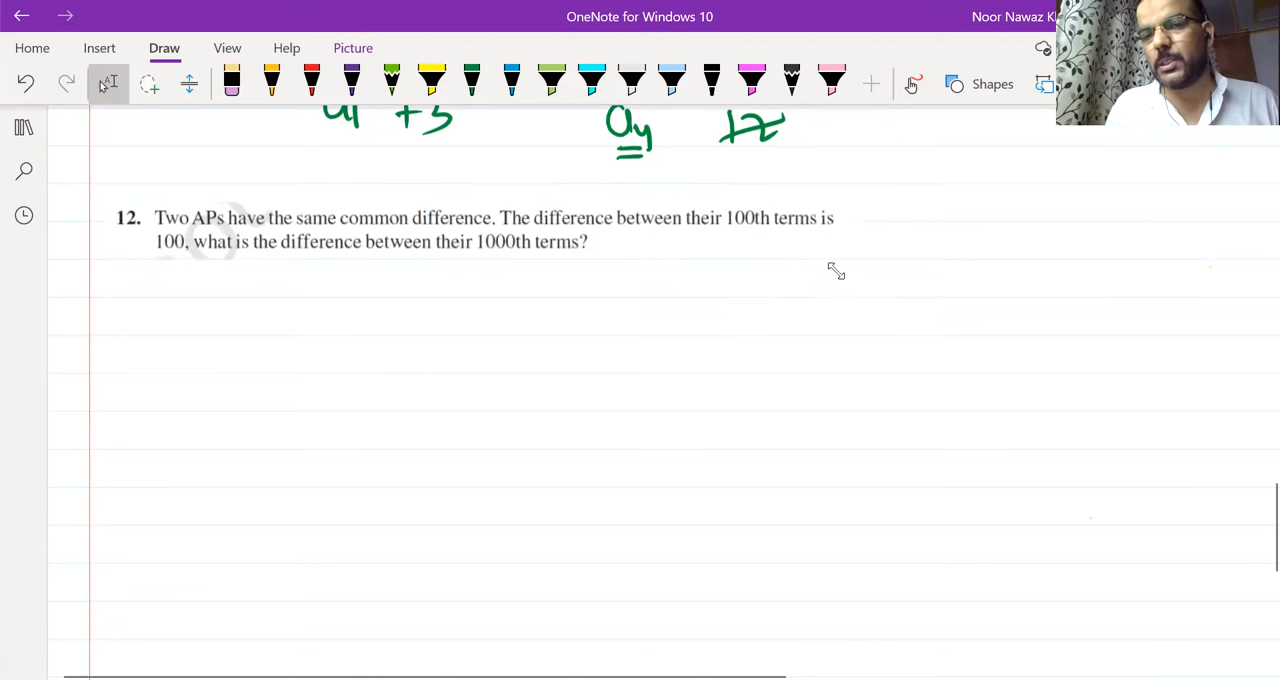 OneNote for Windows 10
Noor Nawaz K
Home Insert Draw View Help Picture
Shapes
12. Two APs have the same common difference. The difference between their 100th terms is
100, what is the difference between their 1000th terms?